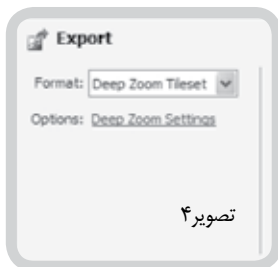 Export
Format: Deep Zoom Tileset
Options: Deep Zoom Settings
تصویر۴